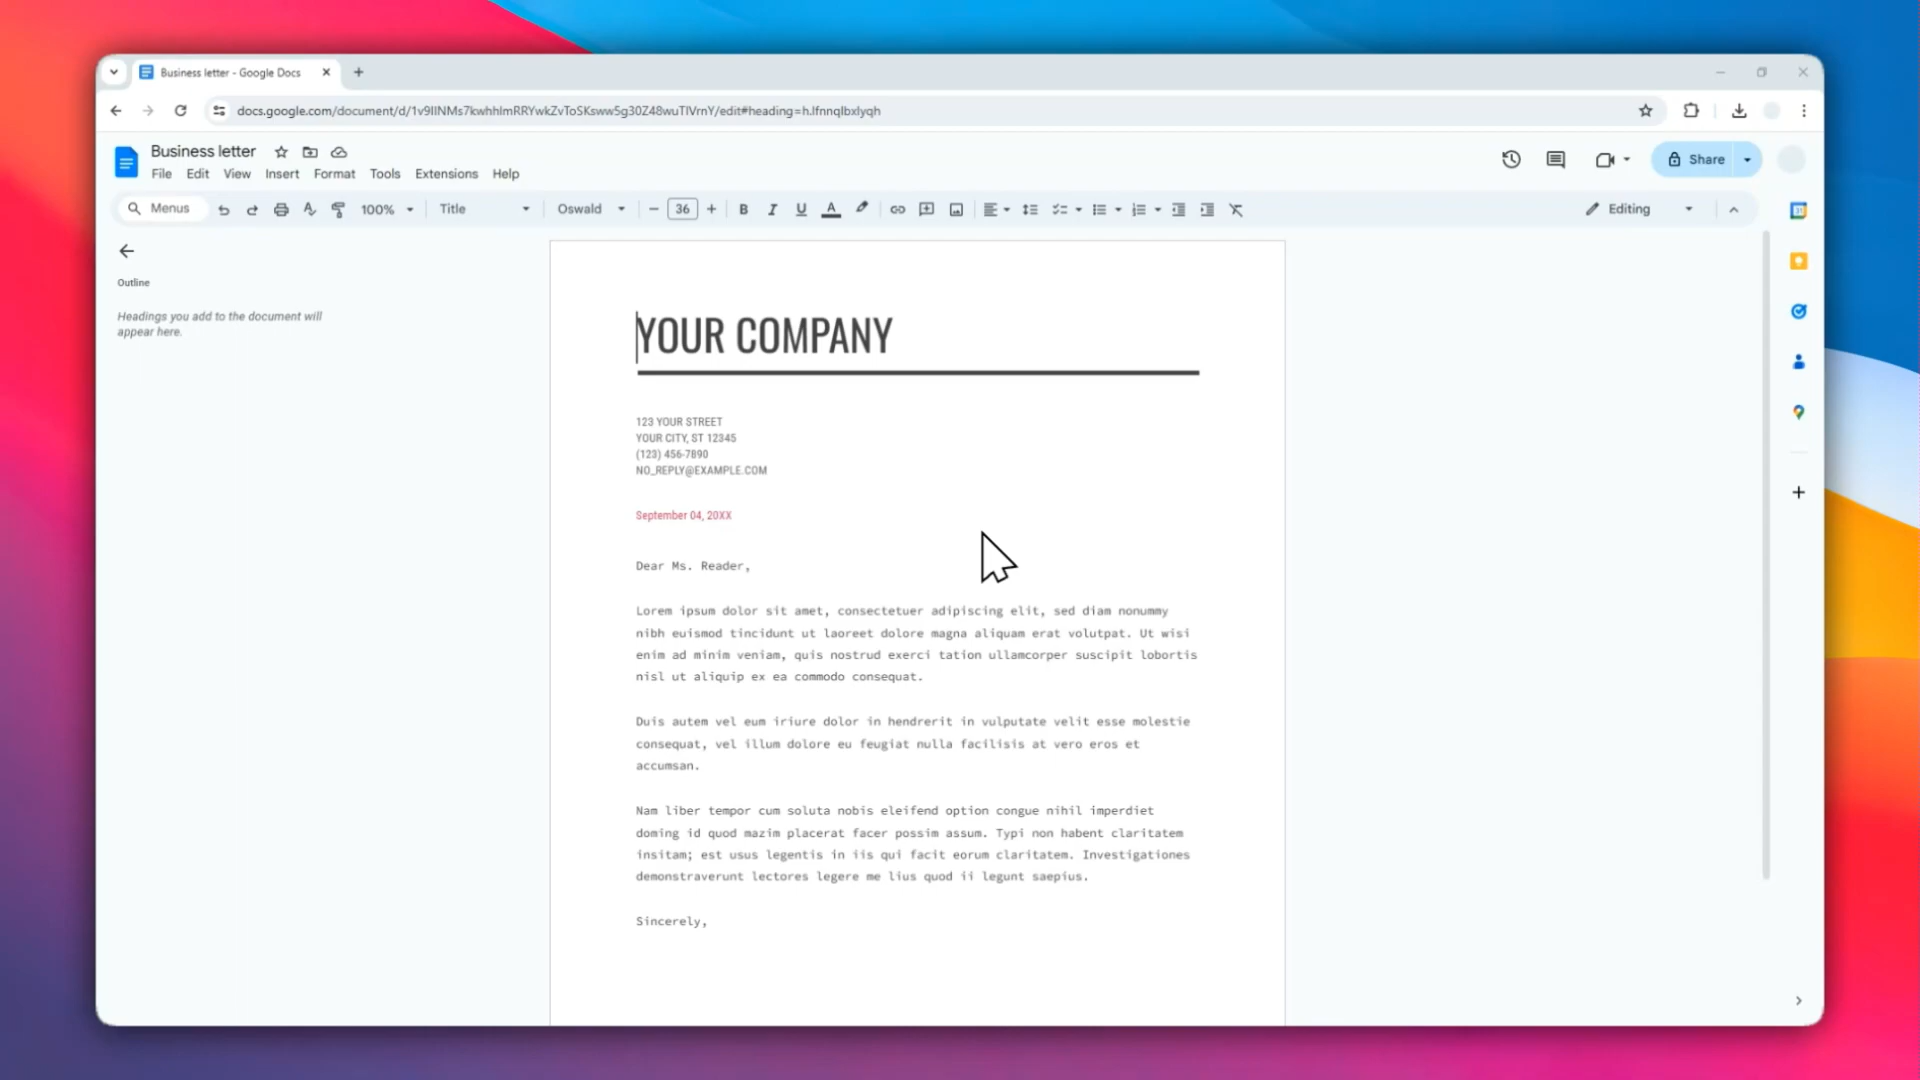 Business letter - Google Docs
docs.google.com/document/d/1v9IlNMs7kwhhlmRRYwkZvToSKsww5g30Z48wuTlVrnY/edit#heading=h.lfnnqlbxlyqh
Business letter
File Edit View Insert Format Tools Extensions Help
Share
Menus 100% Title Oswald 36 B I U A Editing
Outline
Headings you add to the document will
appear here.
YOUR COMPANY
123 YOUR STREET
YOUR CITY, ST 12345
(123) 456-7890
NO_REPLY@EXAMPLE.COM
September 04, 20XX
Dear Ms. Reader,
Lorem ipsum dolor sit amet, consectetuer adipiscing elit, sed diam nonummy
nibh euismod tincidunt ut laoreet dolore magna aliquam erat volutpat. Ut wisi
enim ad minim veniam, quis nostrud exerci tation ullamcorper suscipit lobortis
nisl ut aliquip ex ea commodo consequat.
Duis autem vel eum iriure dolor in hendrerit in vulputate velit esse molestie
consequat, vel illum dolore eu feugiat nulla facilisis at vero eros et
accumsan.
Nam liber tempor cum soluta nobis eleifend option congue nihil imperdiet
doming id quod mazim placerat facer possim assum. Typi non habent claritatem
insitam; est usus legentis in iis qui facit eorum claritatem. Investigationes
demonstraverunt lectores legere me lius quod ii legunt saepius.
Sincerely,